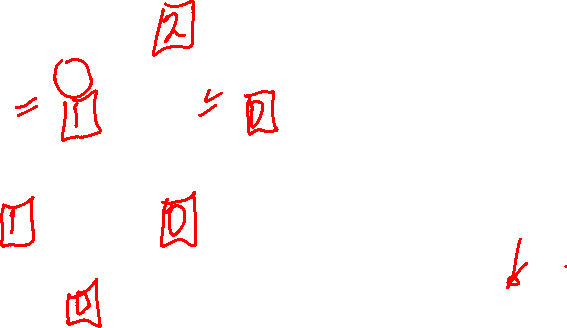 2
= 1 = 0
1 0
0